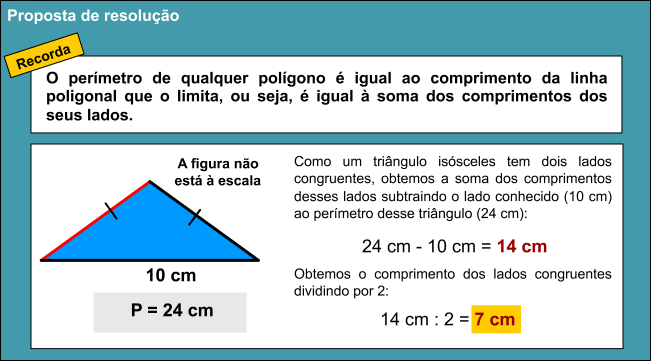 Proposta de resolução
Recorda
O perímetro de qualquer polígono é igual ao comprimento da linha
poligonal que o limita, ou seja, é igual à soma dos comprimentos dos
seus lados.
A figura não
está à escala
10 cm
P = 24 cm
Como um triângulo isósceles tem dois lados
congruentes, obtemos a soma dos comprimentos
desses lados subtraindo o lado conhecido (10 cm)
ao perímetro desse triângulo (24 cm):
24 cm - 10 cm = 14 cm
Obtemos o comprimento dos lados congruentes
dividindo por 2:
14 cm : 2 = 7 cm